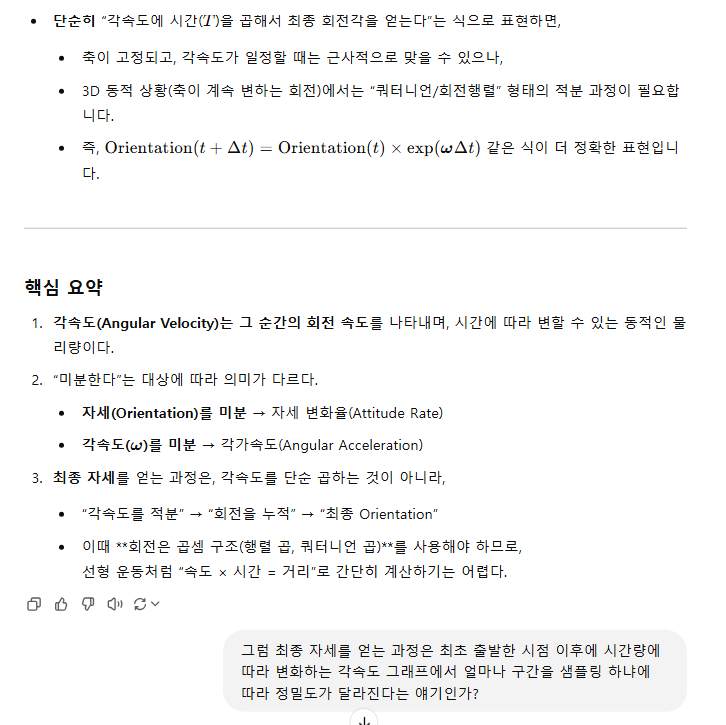 단순히 “각속도에 시간(T)을 곱해서 최종 회전각을 얻는다”는 식으로 표현하면,
축이 고정되고, 각속도가 일정할 때는 근사적으로 맞을 수 있으나,
3D 동적 상황(축이 계속 변하는 회전)에서는 “쿼터니언/회전행렬” 형태의 적분 과정이 필요합
니다.
즉, Orientation(t + Δt) = Orientation(t) × exp(ωΔt) 같은 식이 더 정확한 표현입니
다.
핵심 요약
1. 각속도(Angular Velocity)는 그 순간의 회전 속도를 나타내며, 시간에 따라 변할 수 있는 동적인 물
리량이다.
2. “미분한다”는 대상에 따라 의미가 다르다.
자세(Orientation)를 미분 → 자세 변화율(Attitude Rate)
각속도(ω)를 미분 → 각가속도(Angular Acceleration)
3. 최종 자세를 얻는 과정은, 각속도를 단순 곱하는 것이 아니라,
“각속도를 적분” → “회전을 누적” → “최종 Orientation”
이때 **회전은 곱셈 구조(행렬 곱, 쿼터니언 곱)**를 사용해야 하므로,
선형 운동처럼 “속도 × 시간 = 거리”로 간단히 계산하기는 어렵다.
그럼 최종 자세를 얻는 과정은 최초 출발한 시점 이후에 시간량에
따라 변화하는 각속도 그래프에서 얼마나 구간을 샘플링 하냐에
따라 정밀도가 달라진다는 얘기인가?